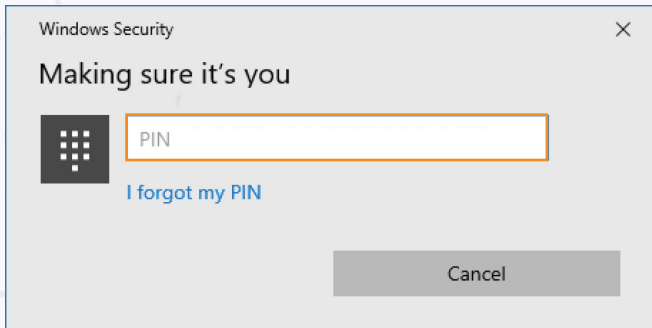 Windows Security
Making sure it's you
PIN
I forgot my PIN
Cancel